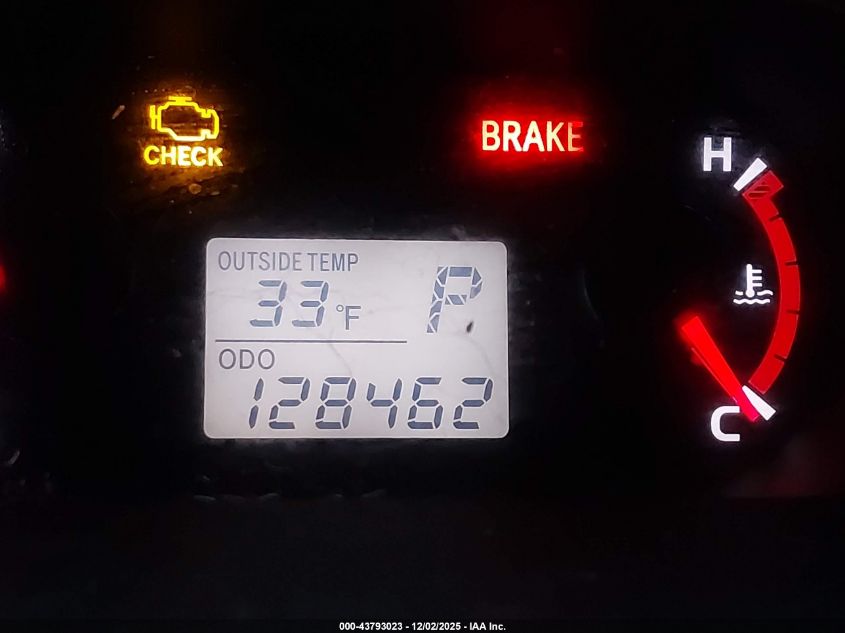 CHECK
BRAKE
H
OUTSIDE TEMP
33°F
P
ODO
128462
C
000-43793023 - 12/02/2025 - IAA Inc.